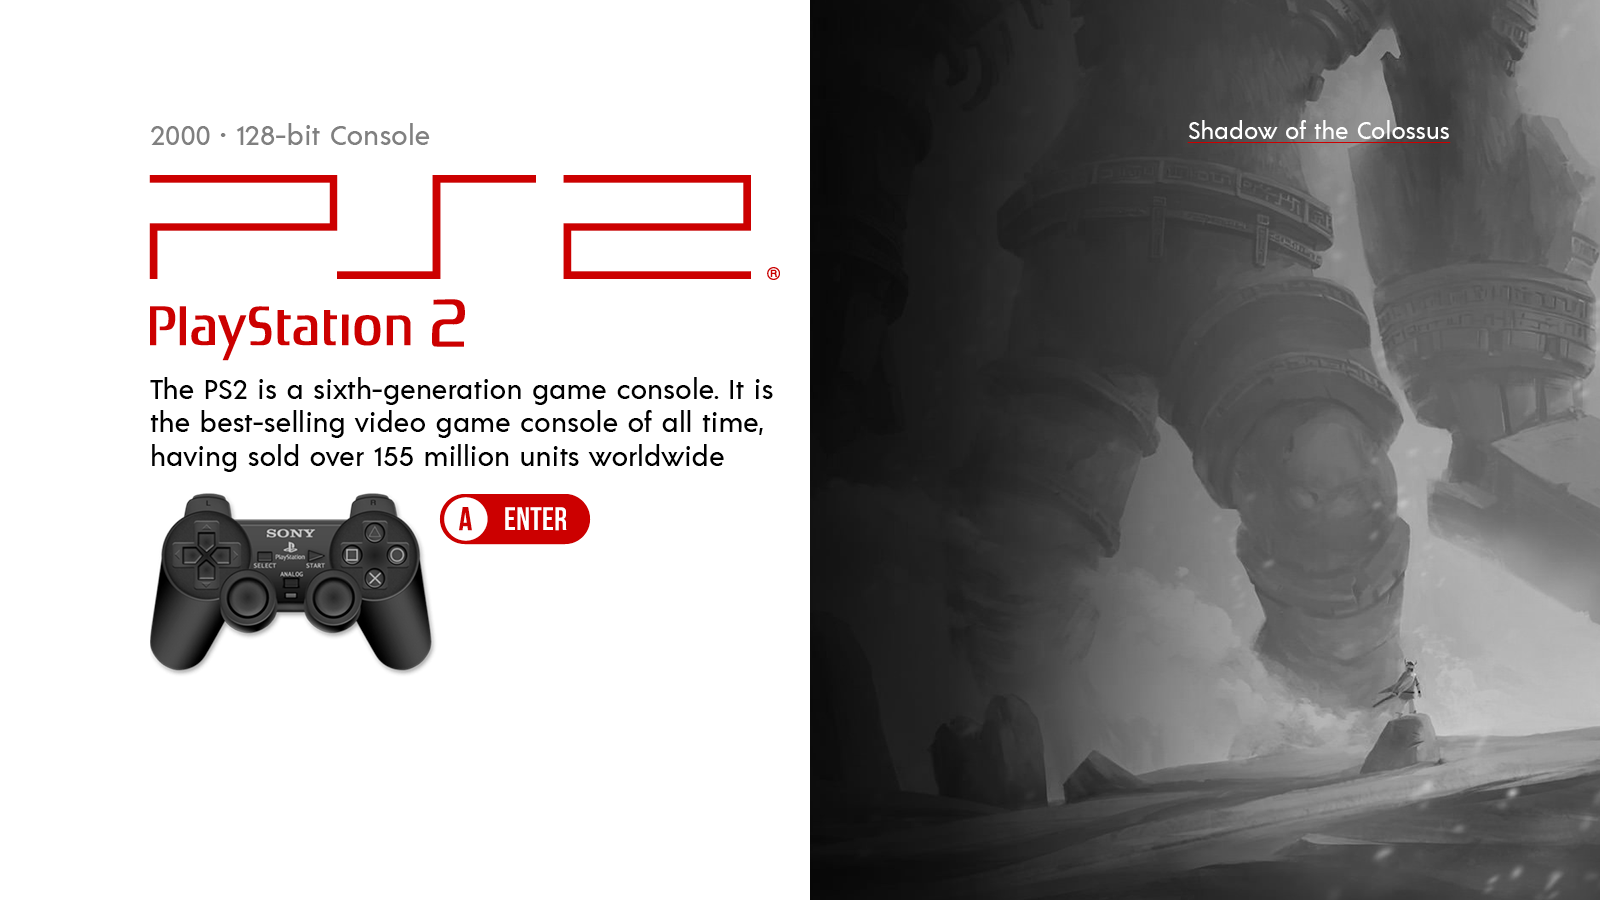 2000 · 128-bit Console
PS2®
PlayStation 2
The PS2 is a sixth-generation game console. It is
the best-selling video game console of all time,
having sold over 155 million units worldwide
A ENTER
L
R
SONY
PlayStation
SELECT
START
ANALOG
Shadow of the Colossus